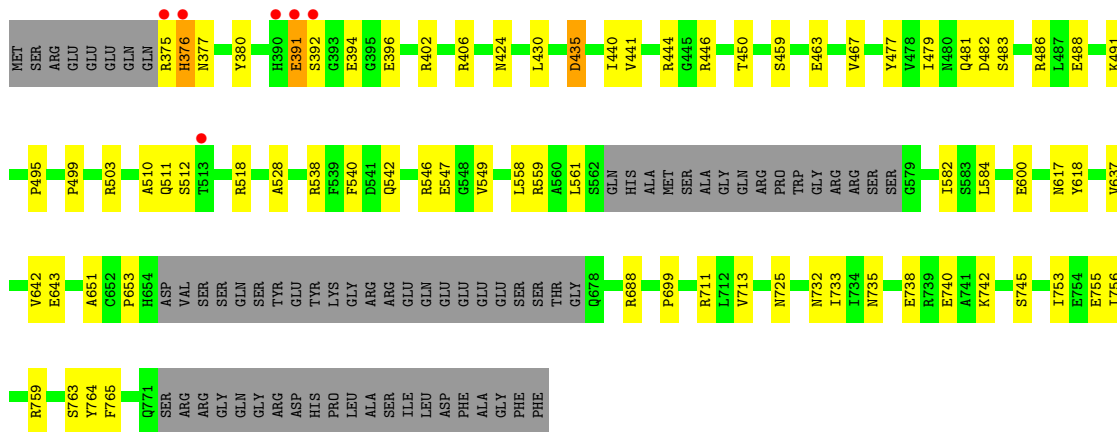 MET SER ARG GLU GLU GLU GLN GLN R375 H376 N377 Y380 H390 E391 S392 G393 E394 G395 E396 R402 R406 N424 L430 D435 I440 V441 R444 G445 R446 T450 S459 E463 V467 Y477 V478 I479 N480 Q481 D482 S483 R486 L487 E488 K491
P495 P499 R503 A510 Q511 S512 T513 R518 A528 R538 F539 F540 D541 Q542 R546 E547 G548 V549 L558 R559 A560 L561 S562 GLN HIS ALA MET SER ALA GLY GLN ARG PRO TRP GLY ARG ARG SER SER G579 I582 S583 L584 E600 N617 Y618 V637
V642 E643 A651 C652 P653 H654 ASP VAL SER SER GLN SER TYR ASP GLU TYR LYS GLY ARG ARG GLU GLN GLU GLU GLU GLU SER SER THR GLY Q678 R688 P699 R711 L712 V713 N725 N732 I733 I734 N735 E738 R739 E740 A741 K742 S745 I753 E754 E755 I756
R759 S763 Y764 F765 Q771 SER ARG ARG GLY GLN GLY ARG ASP HIS PRO LEU ALA SER ILE LEU ASP PHE ALA GLY PHE PHE